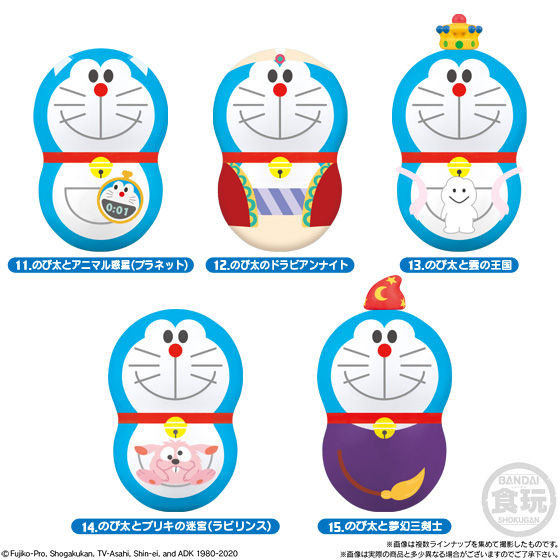 0:01
11.のび太とアニマル惑星(プラネット)
12.のび太のドラビアンナイト
13.のび太と雲の王国
14.のび太とブリキの迷宮(ラビリンス)
15.のび太と夢幻三剣士
BANDAI
食玩
SHOKUGAN
©Fujiko-Pro, Shogakukan, TV-Asahi, Shin-ei, and ADK 1980-2020
※画像は複数ラインナップを集めて撮影したものです。
※画像は実際の商品と多少異なる場合がございますのでご了承下さい。